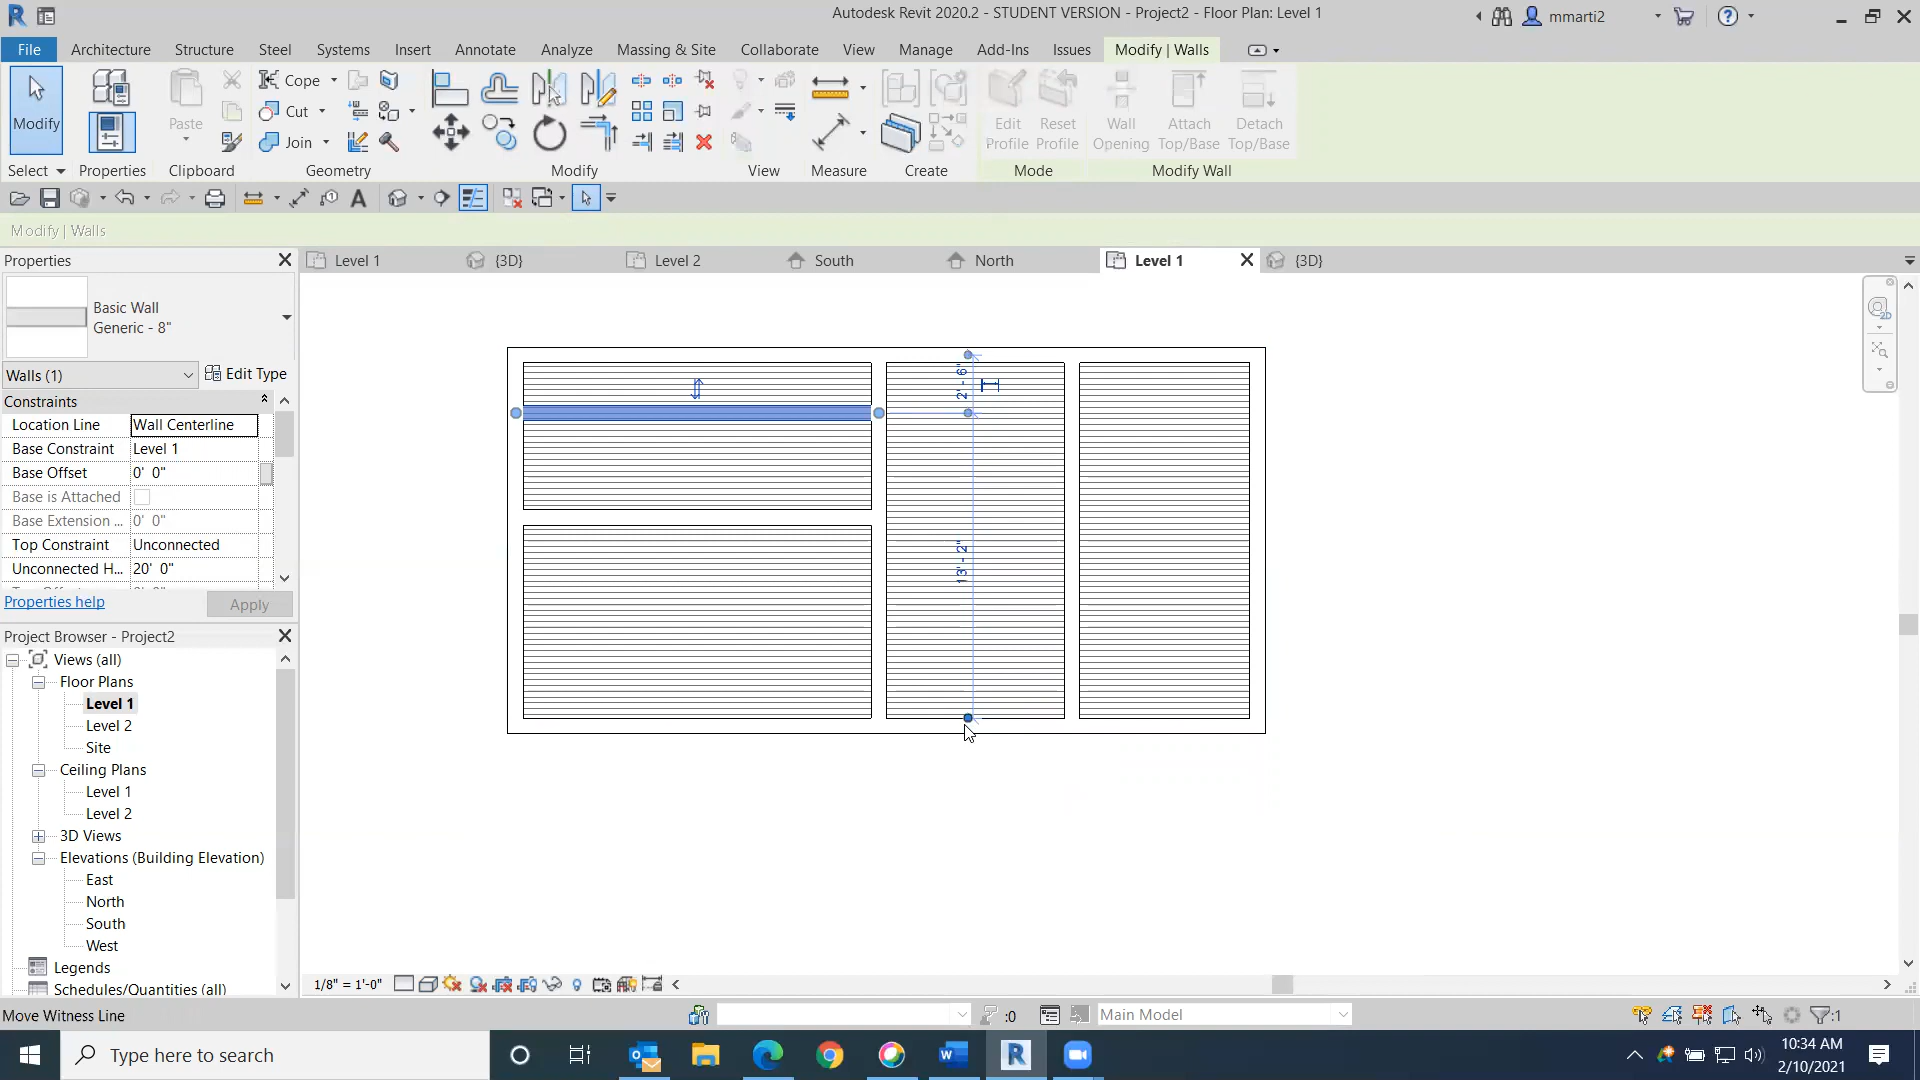 Autodesk Revit 2020.2 - STUDENT VERSION - Project2 - Floor Plan: Level 1
mmarti2
File Architecture Structure Steel Systems Insert Annotate Analyze Massing & Site Collaborate View Manage Add-Ins Issues Modify | Walls
Modify
Paste
Cope
Cut
Join
Edit Profile
Reset Profile
Wall Opening
Attach Top/Base
Detach Top/Base
Select Properties Clipboard Geometry Modify View Measure Create Mode Modify Wall
Modify | Walls
Properties
Level 1 {3D} Level 2 South North Level 1 {3D}
Basic Wall
Generic - 8"
Walls (1) Edit Type
Constraints
Location Line Wall Centerline
Base Constraint Level 1
Base Offset 0' 0"
Base is Attached
Base Extension ... 0' 0"
Top Constraint Unconnected
Unconnected H... 20' 0"
Properties help Apply
2' - 6"
13' - 2"
2D
Project Browser - Project2
Views (all)
Floor Plans
Level 1
Level 2
Site
Ceiling Plans
Level 1
Level 2
3D Views
Elevations (Building Elevation)
East
North
South
West
Legends
Schedules/Quantities (all)
1/8" = 1'-0"
Move Witness Line
:0
Main Model
:1
Type here to search
10:34 AM
2/10/2021